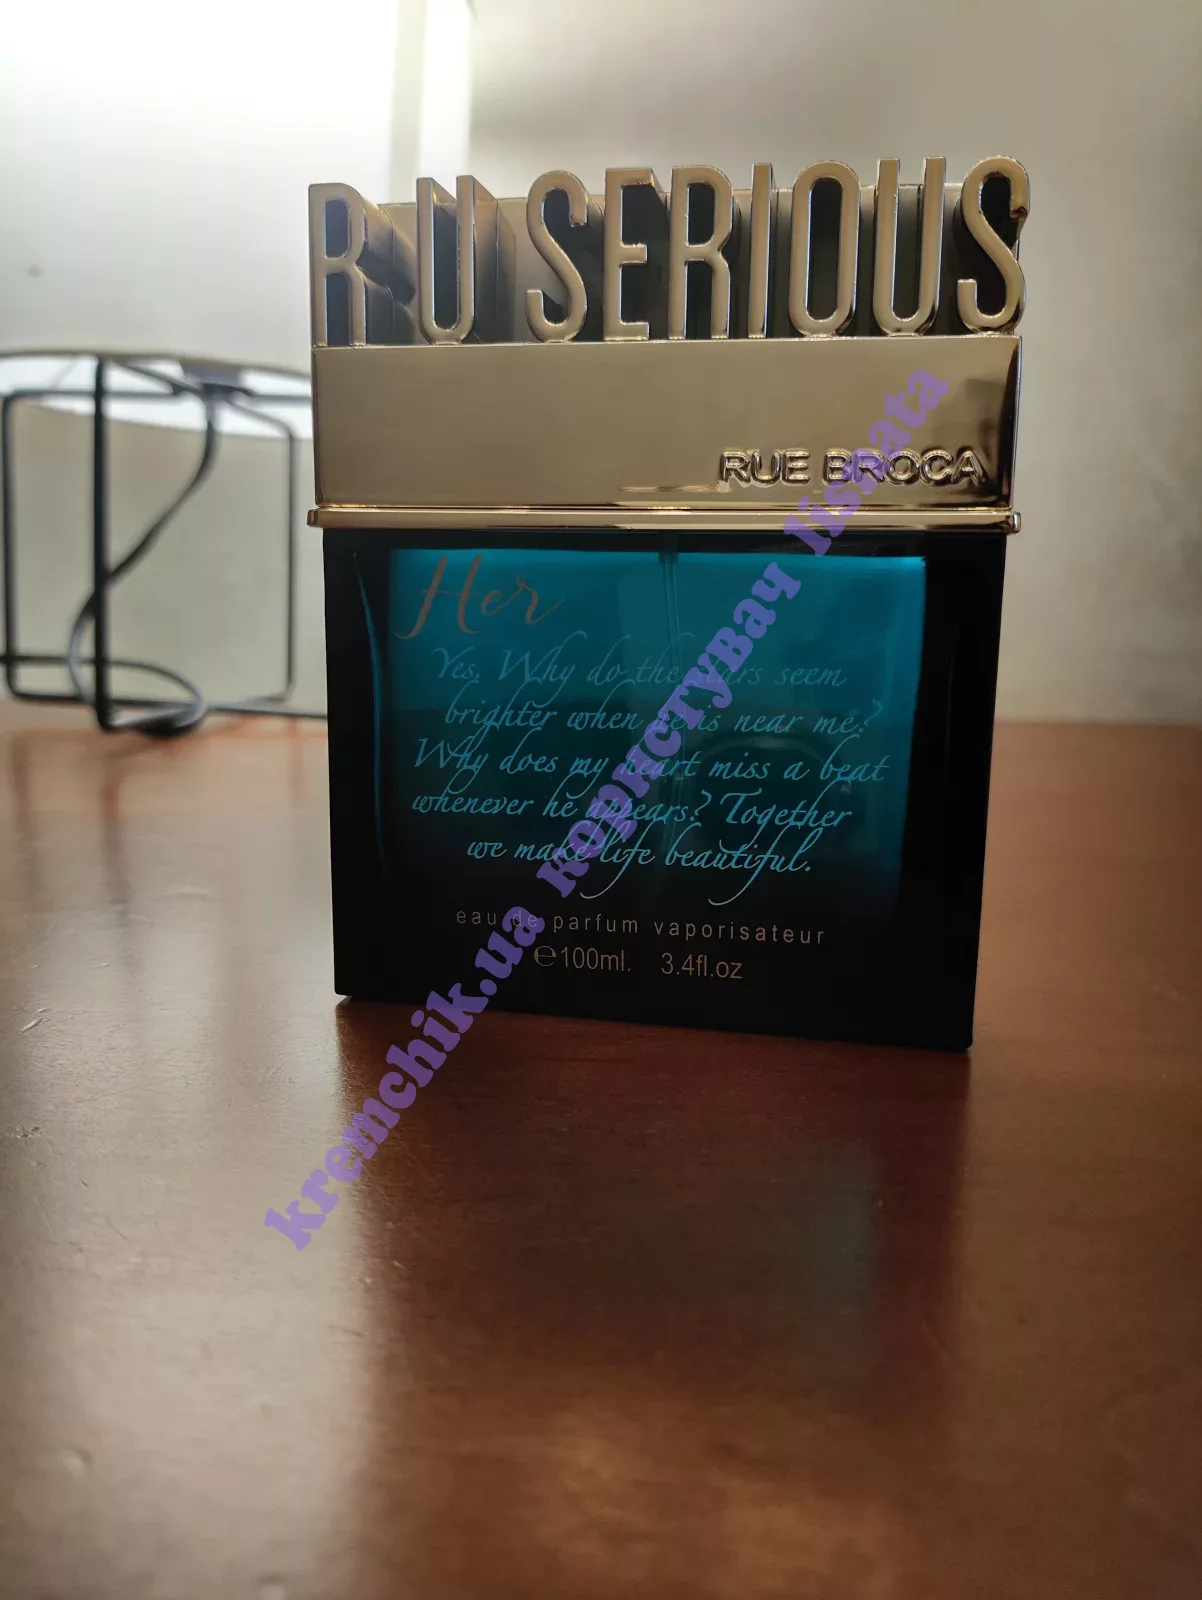 R U SERIOUS
RUE BROCA
Her
Yes. Why do the stars seem
brighter when he is near me?
Why does my heart miss a beat
whenever he appears? Together
we make life beautiful.
eau de parfum vaporisateur
℮100ml. 3.4fl.oz
kremchik.ua користуВач lisnata